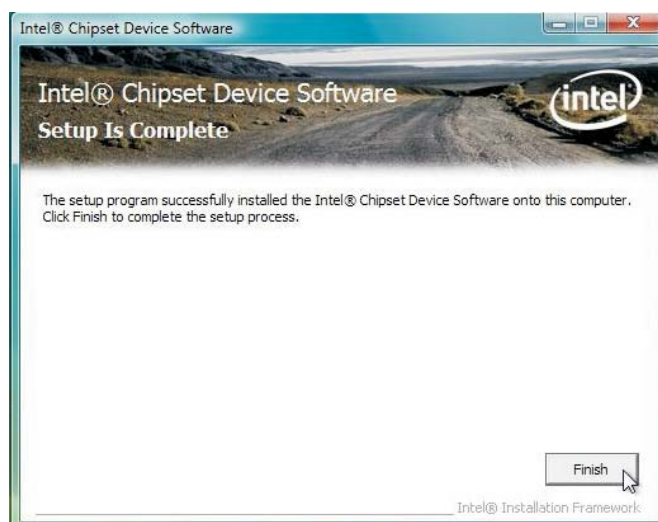 Intel® Chipset Device Software
Intel® Chipset Device Software
intel
Setup Is Complete
The setup program successfully installed the Intel® Chipset Device Software onto this computer.
Click Finish to complete the setup process.
Finish
Intel® Installation Framework